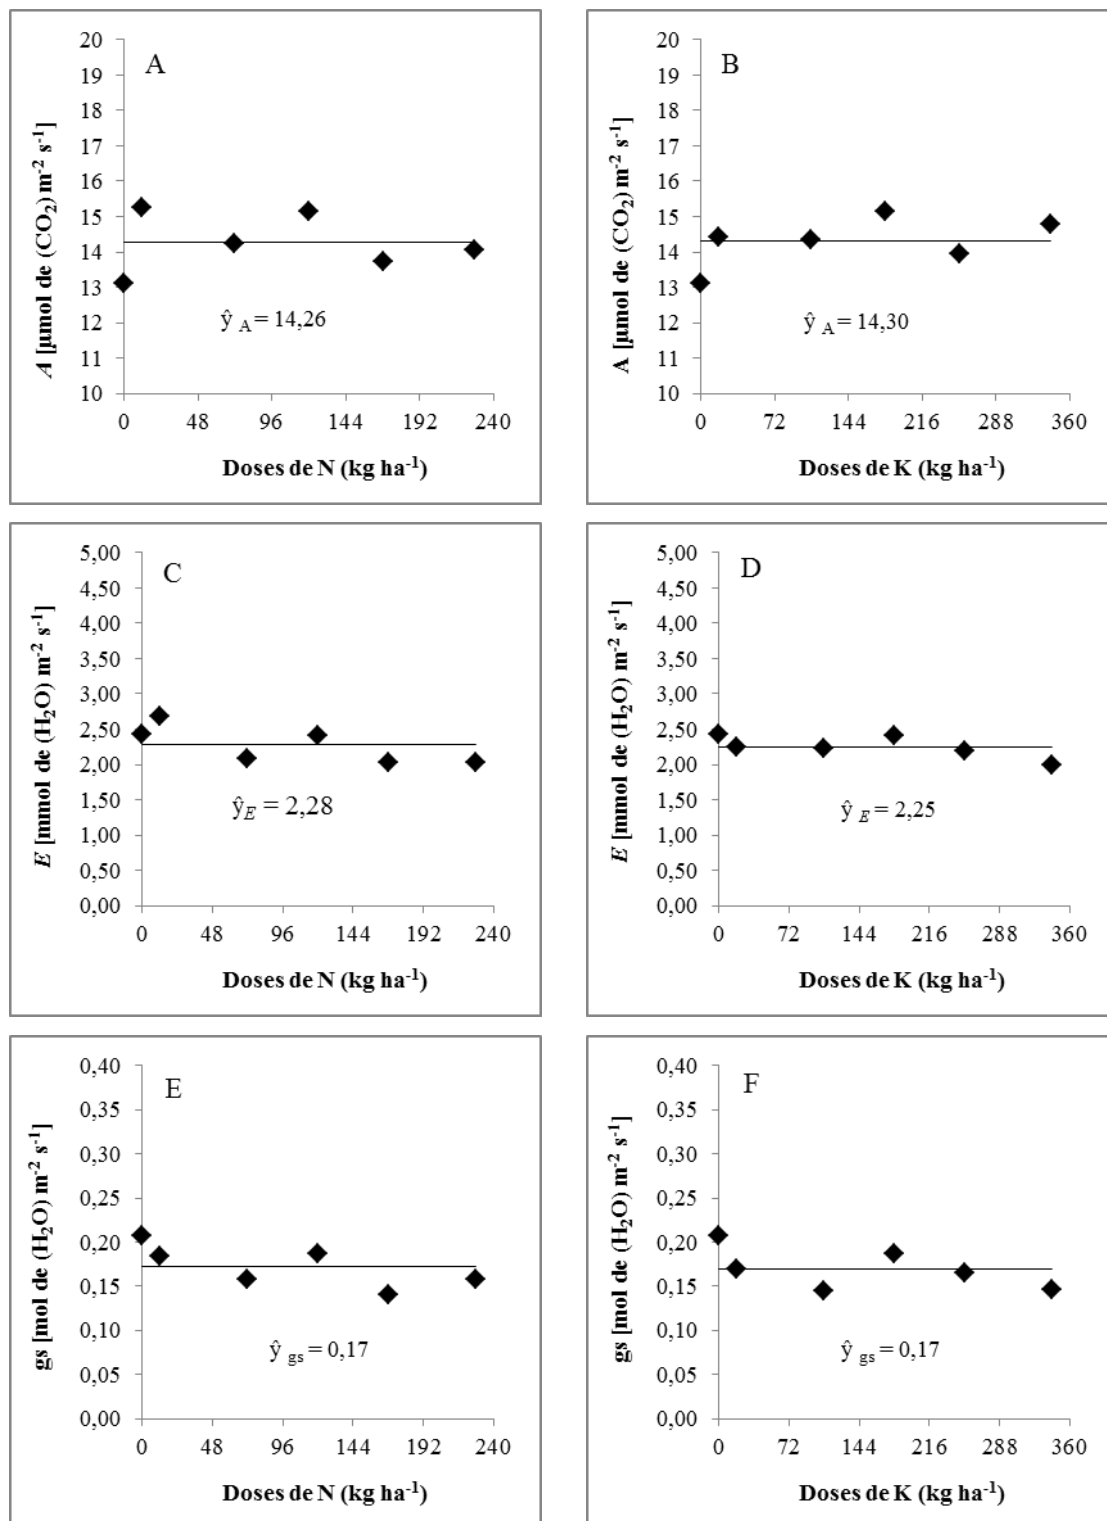 A
A [µmol de (CO₂) m⁻² s⁻¹]
20
19
18
17
16
15
14
13
12
11
10
ŷ A = 14,26
0 48 96 144 192 240
Doses de N (kg ha⁻¹)
B
A [µmol de (CO₂) m⁻² s⁻¹]
20
19
18
17
16
15
14
13
12
11
10
ŷ A = 14,30
0 72 144 216 288 360
Doses de K (kg ha⁻¹)
C
E [mmol de (H₂O) m⁻² s⁻¹]
5,00
4,50
4,00
3,50
3,00
2,50
2,00
1,50
1,00
0,50
0,00
ŷE = 2,28
0 48 96 144 192 240
Doses de N (kg ha⁻¹)
D
E [mmol de (H₂O) m⁻² s⁻¹]
5,00
4,50
4,00
3,50
3,00
2,50
2,00
1,50
1,00
0,50
0,00
ŷ E = 2,25
0 72 144 216 288 360
Doses de K (kg ha⁻¹)
E
gs [mol de (H₂O) m⁻² s⁻¹]
0,40
0,35
0,30
0,25
0,20
0,15
0,10
0,05
0,00
ŷ gs = 0,17
0 48 96 144 192 240
Doses de N (kg ha⁻¹)
F
gs [mol de (H₂O) m⁻² s⁻¹]
0,40
0,35
0,30
0,25
0,20
0,15
0,10
0,05
0,00
ŷ gs = 0,17
0 72 144 216 288 360
Doses de K (kg ha⁻¹)